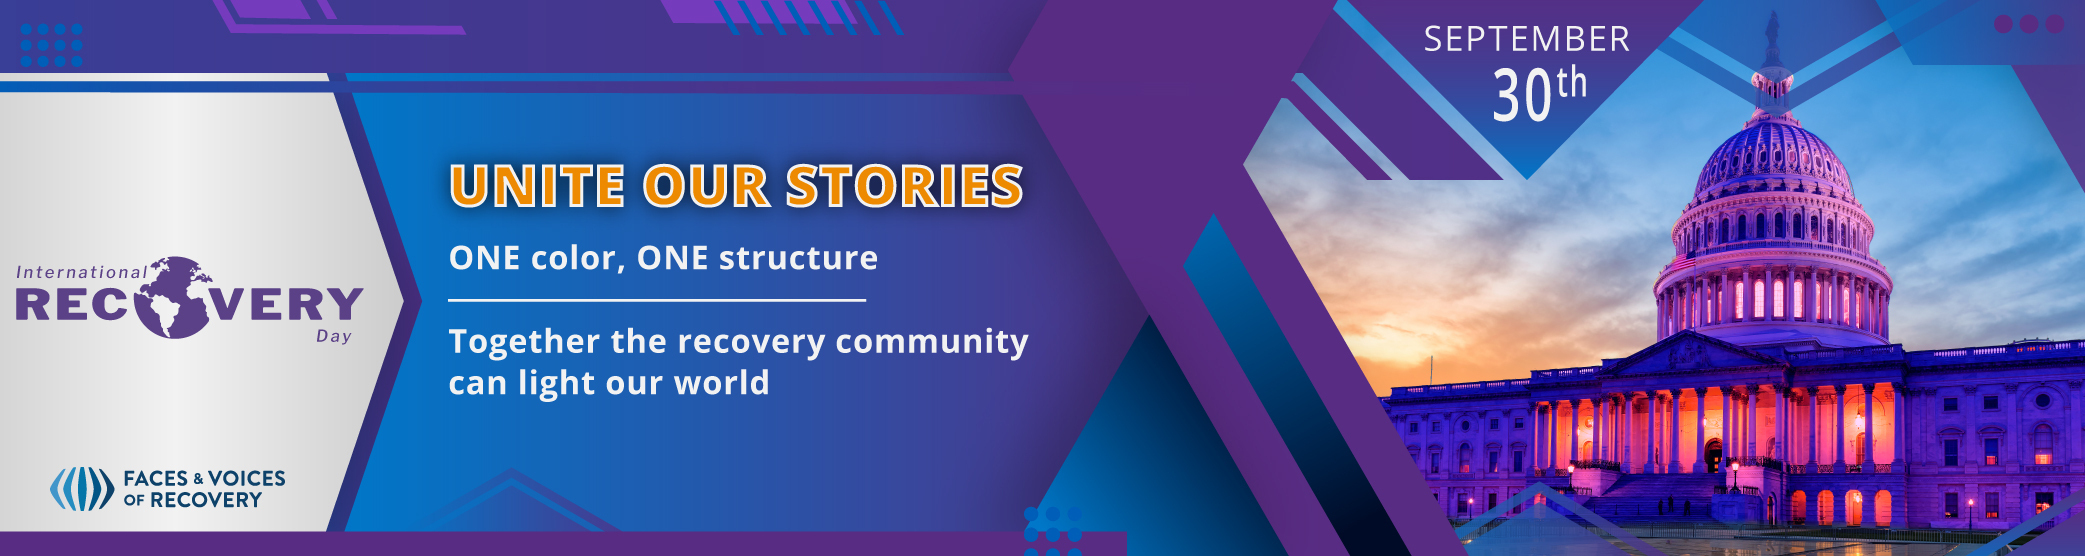 International
RECOVERY
Day
FACES & VOICES
OF RECOVERY
UNITE OUR STORIES
ONE color, ONE structure
Together the recovery community
can light our world
SEPTEMBER
30th